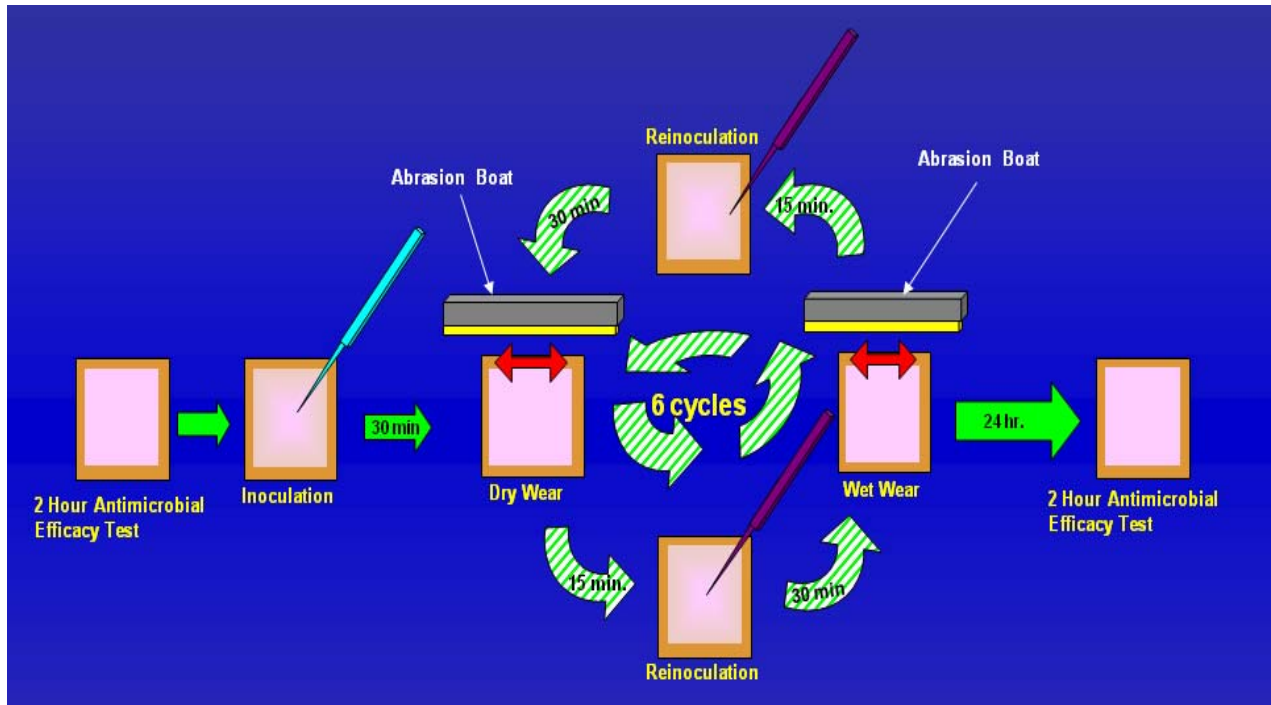 Reinoculation
Abrasion Boat
Abrasion Boat
30 min
15 min.
6 cycles
30 min
24 hr.
2 Hour Antimicrobial
Efficacy Test
Inoculation
Dry Wear
Wet Wear
2 Hour Antimicrobial
Efficacy Test
15 min.
30 min
Reinoculation